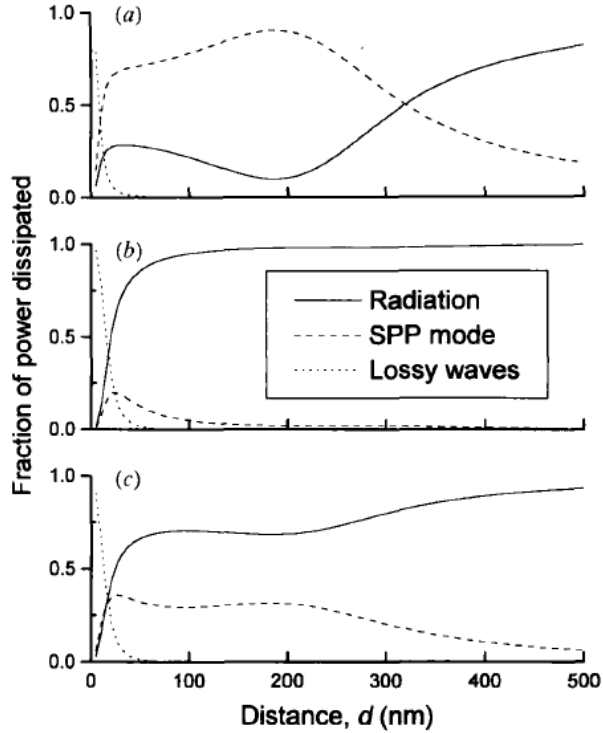 Fraction of power dissipated
(a)
1.0
0.5
0.0
(b)
1.0
0.5
0.0
Radiation
SPP mode
Lossy waves
(c)
1.0
0.5
0.0
0 100 200 300 400 500
Distance, d (nm)